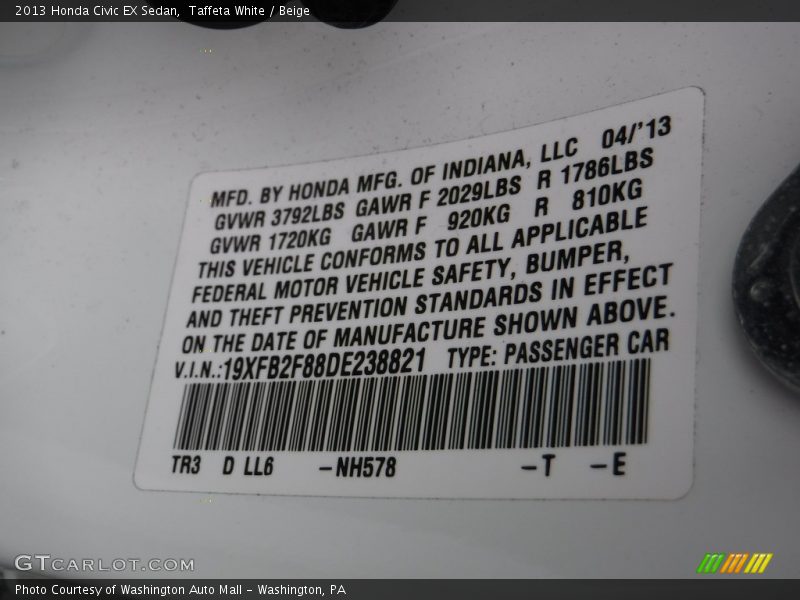 2013 Honda Civic EX Sedan, Taffeta White / Beige
MFD. BY HONDA MFG. OF INDIANA, LLC 04/'13
GVWR 3792LBS GAWR F 2029LBS R 1786LBS
GVWR 1720KG GAWR F 920KG R 810KG
THIS VEHICLE CONFORMS TO ALL APPLICABLE
FEDERAL MOTOR VEHICLE SAFETY, BUMPER,
AND THEFT PREVENTION STANDARDS IN EFFECT
ON THE DATE OF MANUFACTURE SHOWN ABOVE.
V.I.N.:19XFB2F88DE238821 TYPE: PASSENGER CAR
TR3 D LL6 –NH578 –T –E
GTCARLOT.COM
Photo Courtesy of Washington Auto Mall – Washington, PA